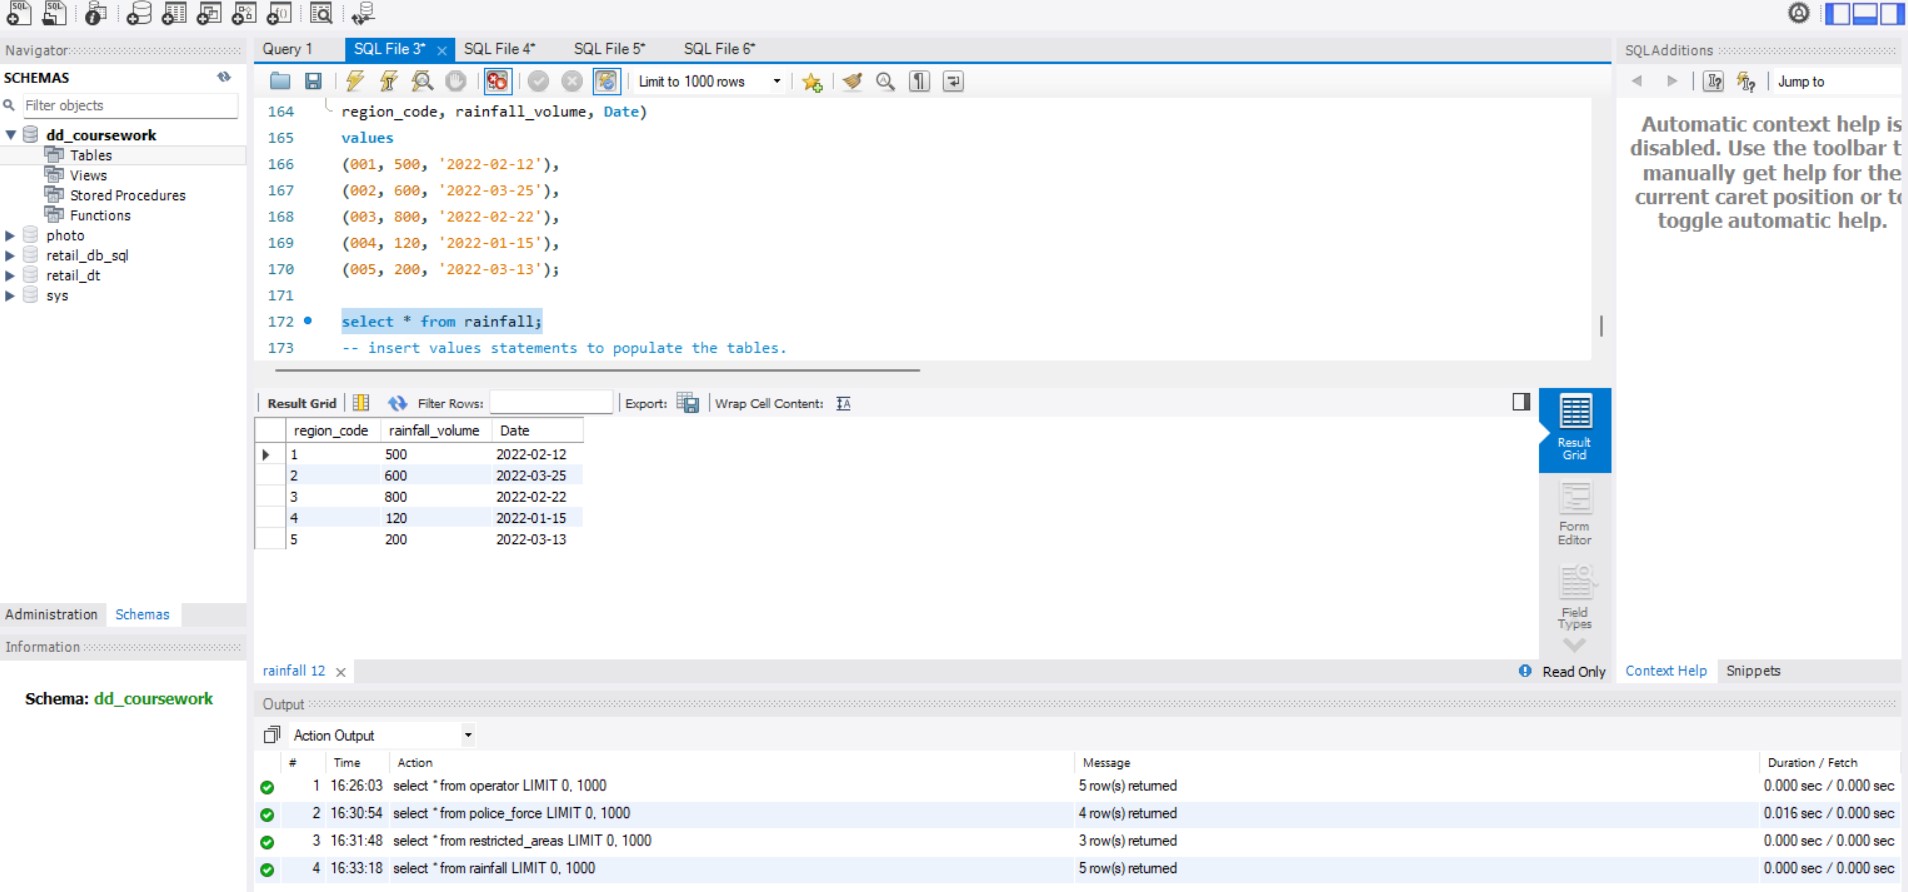 Query 1 SQL File 3* SQL File 4* SQL File 5* SQL File 6*
Navigator
SCHEMAS
Filter objects
dd_coursework
Tables
Views
Stored Procedures
Functions
photo
retail_db_sql
retail_dt
sys
Administration Schemas
Information
Schema: dd_coursework
Limit to 1000 rows
164 region_code, rainfall_volume, Date)
165 values
166 (001, 500, '2022-02-12'),
167 (002, 600, '2022-03-25'),
168 (003, 800, '2022-02-22'),
169 (004, 120, '2022-01-15'),
170 (005, 200, '2022-03-13');
171
172 select * from rainfall;
173 -- insert values statements to populate the tables.
Result Grid Filter Rows: Export: Wrap Cell Content:
region_code rainfall_volume Date
1 500 2022-02-12
2 600 2022-03-25
3 800 2022-02-22
4 120 2022-01-15
5 200 2022-03-13
Result
Grid
Form
Editor
Field
Types
rainfall 12
Read Only
SQLAdditions
Jump to
Automatic context help is
disabled. Use the toolbar t
manually get help for the
current caret position or to
toggle automatic help.
Context Help Snippets
Output
Action Output
# Time Action Message Duration / Fetch
1 16:26:03 select * from operator LIMIT 0, 1000 5 row(s) returned 0.000 sec / 0.000 sec
2 16:30:54 select * from police_force LIMIT 0, 1000 4 row(s) returned 0.016 sec / 0.000 sec
3 16:31:48 select * from restricted_areas LIMIT 0, 1000 3 row(s) returned 0.000 sec / 0.000 sec
4 16:33:18 select * from rainfall LIMIT 0, 1000 5 row(s) returned 0.000 sec / 0.000 sec